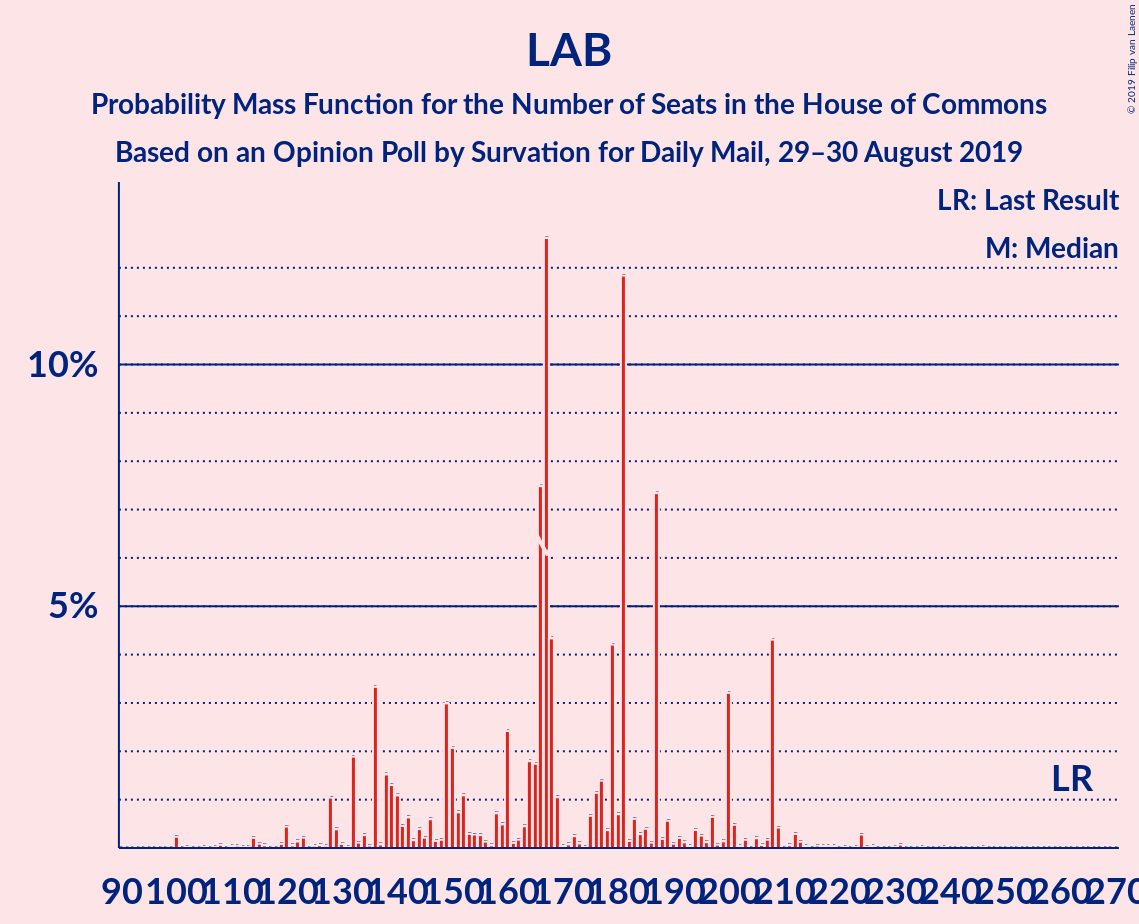 LAB
Probability Mass Function for the Number of Seats in the House of Commons
Based on an Opinion Poll by Survation for Daily Mail, 29–30 August 2019
© 2019 Filip van Laenen
LR: Last Result
M: Median
10%
5%
LR
90 100 110 120 130 140 150 160 170 180 190 200 210 220 230 240 250 260 270